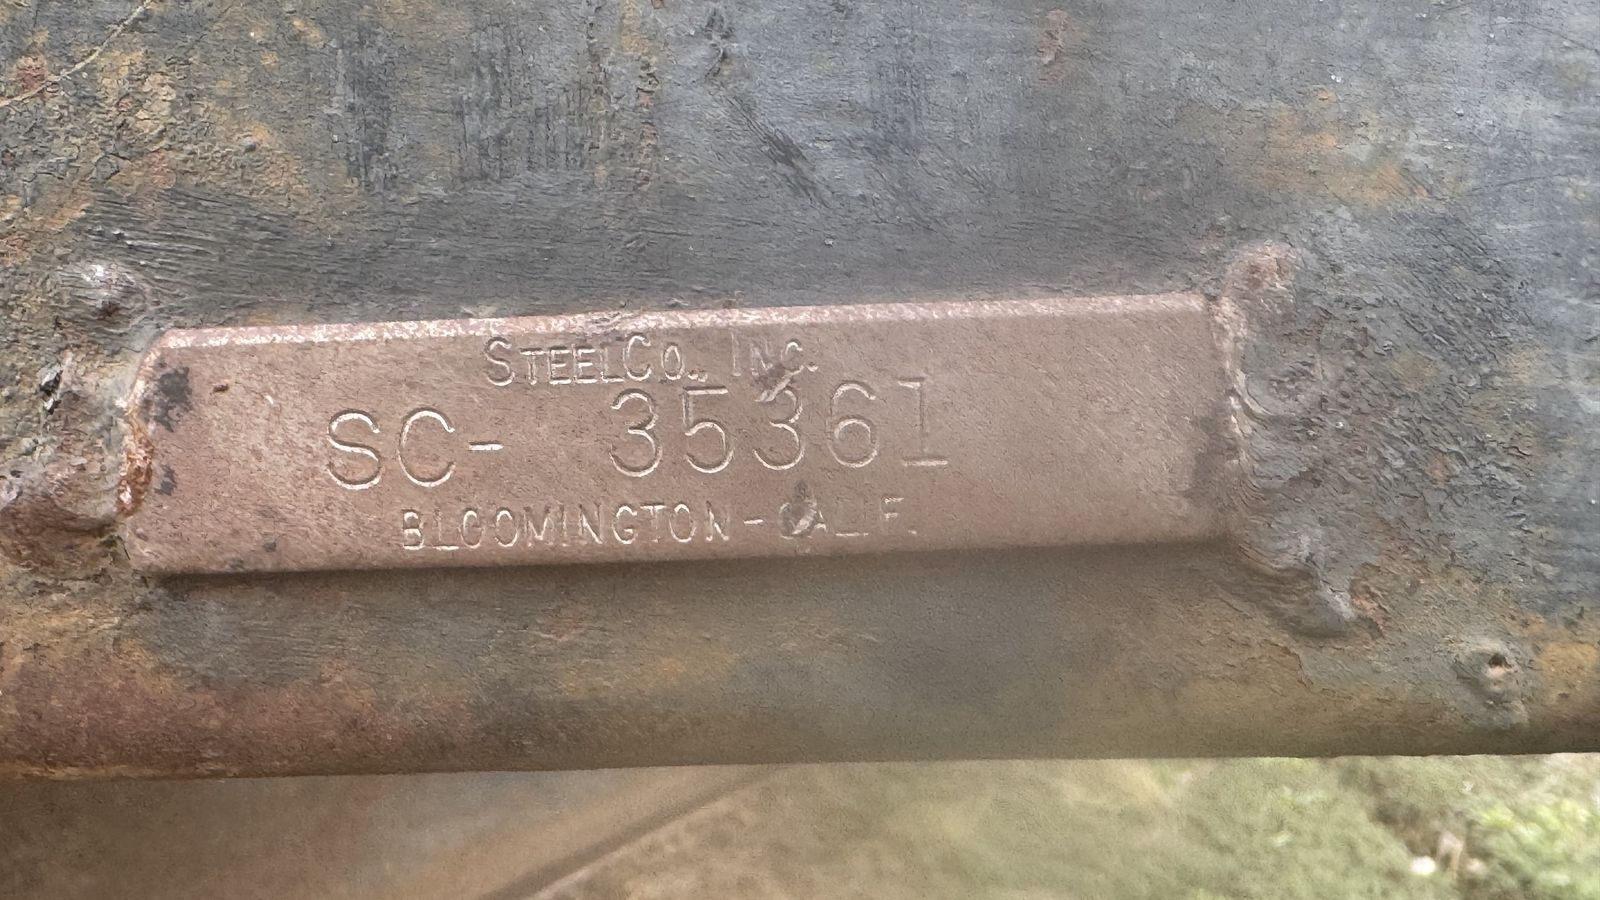 STEELCO., INC.
SC- 35361
BLOOMINGTON-CALIF.